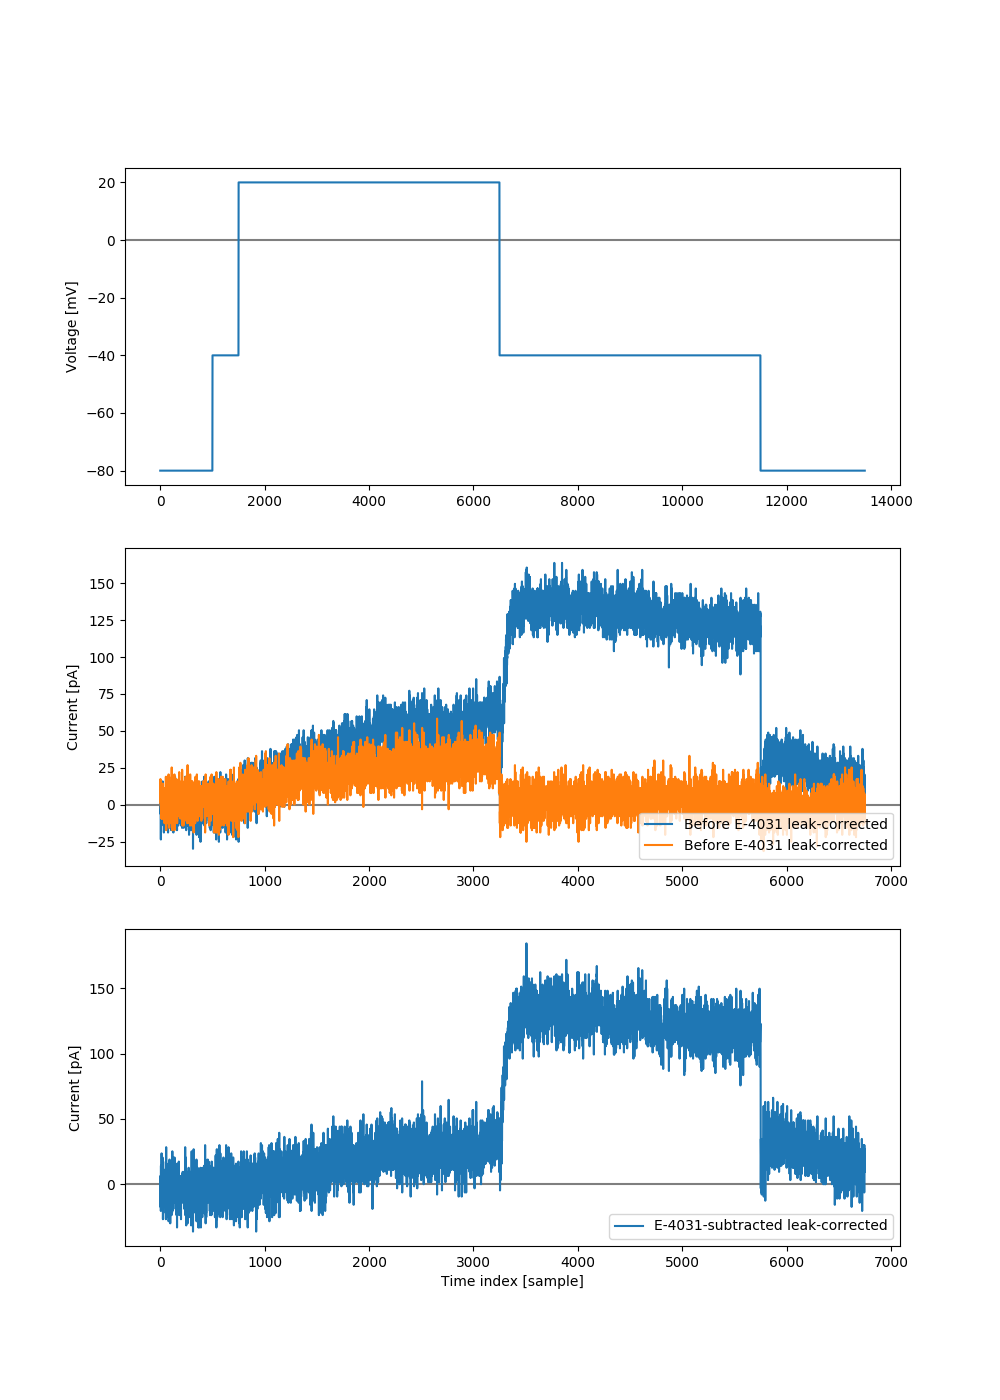 20
0
−20
−40
−60
−80
Voltage [mV]
0 2000 4000 6000 8000 10000 12000 14000
150
125
100
75
50
25
0
−25
Current [pA]
Before E-4031 leak-corrected
Before E-4031 leak-corrected
0 1000 2000 3000 4000 5000 6000 7000
150
100
50
0
Current [pA]
E-4031-subtracted leak-corrected
0 1000 2000 3000 4000 5000 6000 7000
Time index [sample]